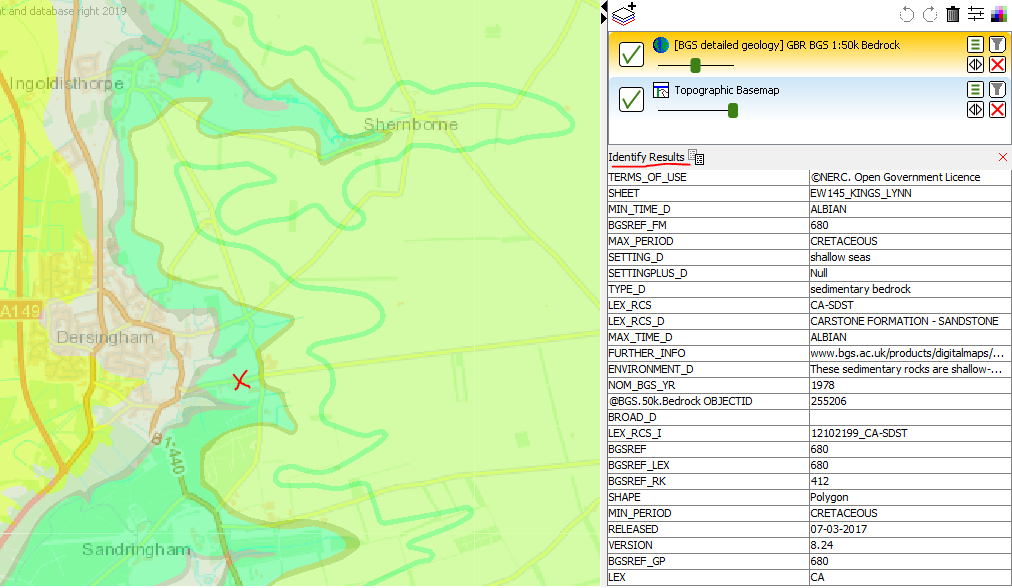 t and database right 2019
Ingoldisthorpe
Shernborne
A149
Dersingham
B1440
Sandringham
[BGS detailed geology] GBR BGS 1:50k Bedrock
Topographic Basemap
Identify Results
TERMS_OF_USE ©NERC. Open Government Licence
SHEET EW145_KINGS_LYNN
MIN_TIME_D ALBIAN
BGSREF_FM 680
MAX_PERIOD CRETACEOUS
SETTING_D shallow seas
SETTINGPLUS_D Null
TYPE_D sedimentary bedrock
LEX_RCS CA-SDST
LEX_RCS_D CARSTONE FORMATION - SANDSTONE
MAX_TIME_D ALBIAN
FURTHER_INFO www.bgs.ac.uk/products/digitalmaps/...
ENVIRONMENT_D These sedimentary rocks are shallow-...
NOM_BGS_YR 1978
@BGS.50k.Bedrock OBJECTID 255206
BROAD_D
LEX_RCS_I 12102199_CA-SDST
BGSREF 680
BGSREF_LEX 680
BGSREF_RK 412
SHAPE Polygon
MIN_PERIOD CRETACEOUS
RELEASED 07-03-2017
VERSION 8.24
BGSREF_GP 680
LEX CA